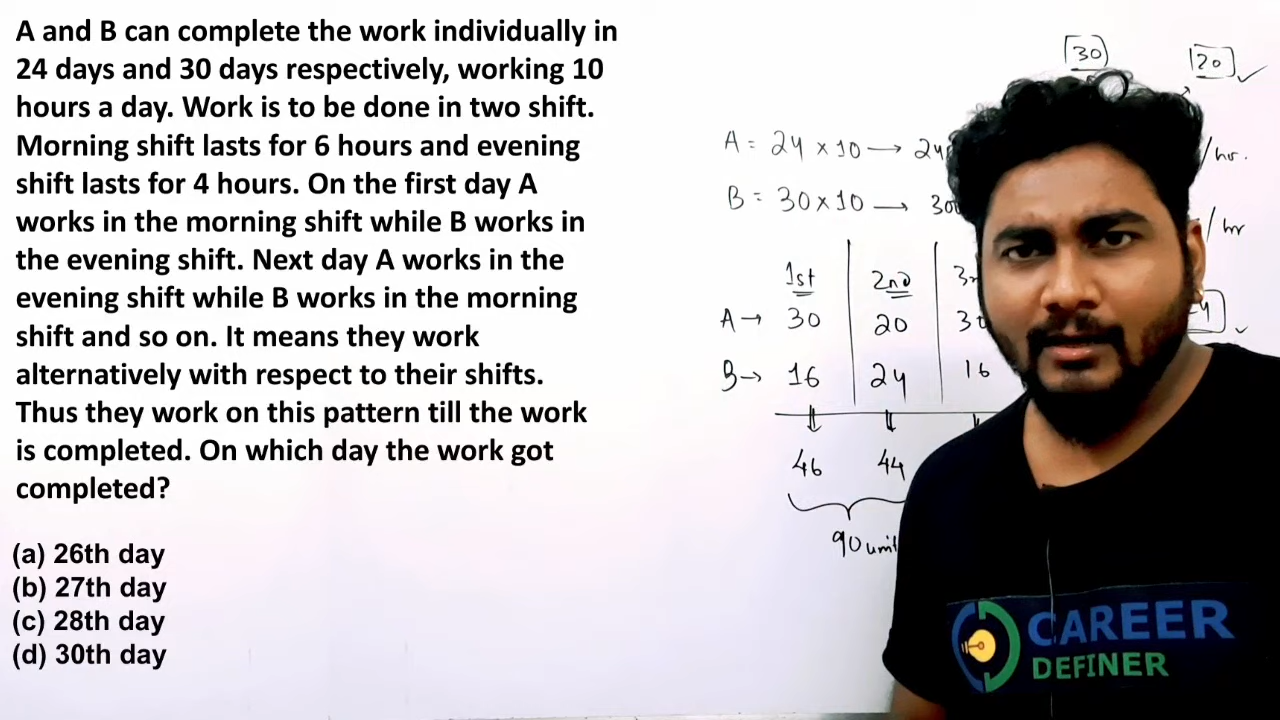 A and B can complete the work individually in
24 days and 30 days respectively, working 10
hours a day. Work is to be done in two shift.
Morning shift lasts for 6 hours and evening
shift lasts for 4 hours. On the first day A
works in the morning shift while B works in
the evening shift. Next day A works in the
evening shift while B works in the morning
shift and so on. It means they work
alternatively with respect to their shifts.
Thus they work on this pattern till the work
is completed. On which day the work got
completed?
(a) 26th day
(b) 27th day
(c) 28th day
(d) 30th day
30
20
A = 24 × 10 →
/hr.
B = 30 × 10 →
/hr
1st 2nd
A → 30 20 30
B → 16 24 16
46 44
90 unit
CAREER
DEFINER